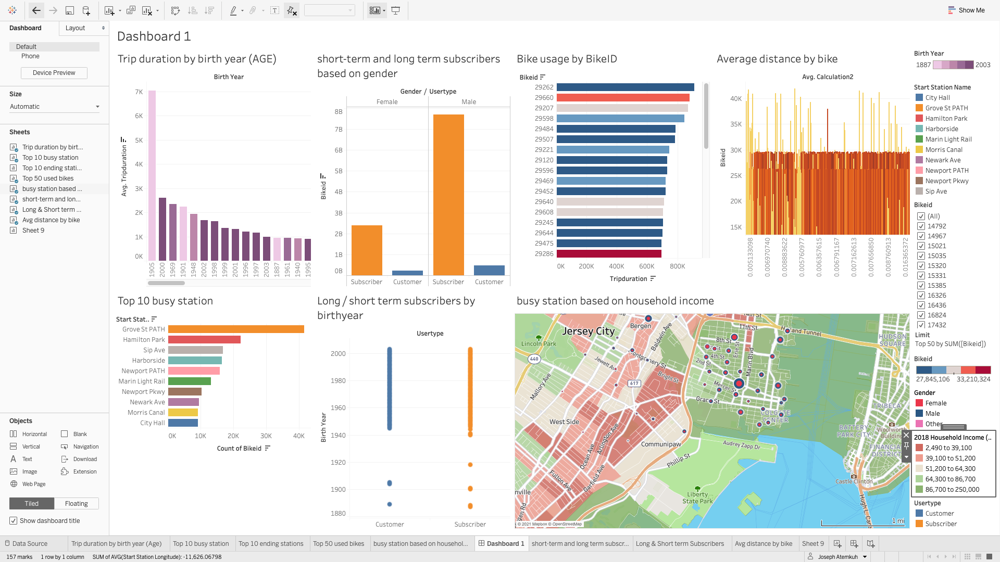 Show Me
Dashboard
Layout
Default
Phone
Device Preview
Size
Automatic
Sheets
Trip duration by birt...
Top 10 busy station
Top 10 ending stati...
Top 50 used bikes
busy station based ...
short-term and lon...
Long & Short term ...
Avg distance by bike
Sheet 9
Objects
Horizontal
Blank
Vertical
Navigation
Text
Download
Image
Extension
Web Page
Tiled
Floating
Show dashboard title
Dashboard 1
Trip duration by birth year (AGE)
Birth Year
Avg. Tripduration
7K
6K
5K
4K
3K
2K
1K
0K
1905
2000
1969
1901
1948
2002
1998
1999
2001
1996
1997
2003
1887
1961
1940
1995
short-term and long term subscribers
based on gender
Gender / Usertype
Female
Male
Bikeid
8B
7B
6B
5B
4B
3B
2B
1B
0B
Subscriber
Customer
Subscriber
Customer
Bike usage by BikeID
Bikeid
29262
29660
29207
29598
29484
29507
29221
29120
29596
29469
29452
29640
29608
29245
29644
29475
29286
0K
200K
400K
600K
800K
Tripduration
Average distance by bike
Avg. Calculation2
Bikeid
40K
35K
30K
25K
20K
15K
0.005133098
0.006970740
0.008883622
0.005760977
0.006357615
0.006791167
0.007162613
0.007656850
0.008760913
0.016365372
Top 10 busy station
Start Stat..
Grove St PATH
Hamilton Park
Sip Ave
Harborside
Newport PATH
Marin Light Rail
Newport Pkwy
Newark Ave
Morris Canal
City Hall
0K
10K
20K
30K
40K
Count of Bikeid
Long / short term subscribers by
birthyear
Usertype
Birth Year
2000
1980
1960
1940
1920
1900
1880
Customer
Subscriber
busy station based on household income
Jersey City
Lincoln Park
440
Bergen
Baldwin Ave
14th St
11th St
Holland Tunnel
HUDSON
SQUARE
8th St
4th St
2nd St
Erie St
Marin Blvd
Montgomery St
Jewett Av
Bright St
617
Mercer St
Grand St
Mallory Ave
West Side
COLGATE
CENTER
TRIBECA
BATTERY
PARK CITY
Woolworth
Building
FINANCIAL
DISTRICT
Arlington Ave
Ocean Ave
Communipaw
Audrey Zapp Dr
Phillip St
Garfield Ave
Fulton Ave
Castle Clinton
Liberty
State Park
nville
gen Rd
Hugh L. Car
© 2021 Mapbox © OpenStreetMap
1 mi
Birth Year
1887
2003
Start Station Name
City Hall
Grove St PATH
Hamilton Park
Harborside
Marin Light Rail
Morris Canal
Newark Ave
Newport PATH
Newport Pkwy
Sip Ave
Bikeid
(All)
14792
14967
15021
15035
15320
15331
15385
16326
16436
16824
17432
Limit
Top 50 by SUM([Bikeid])
Bikeid
27,845,106
33,210,324
Gender
Female
Male
Other
2018 Household Income (..
2,490 to 39,100
39,100 to 51,200
51,200 to 64,300
64,300 to 86,700
86,700 to 250,000
Usertype
Customer
Subscriber
Data Source
Trip duration by birth year (Age)
Top 10 busy station
Top 10 ending stations
Top 50 used bikes
busy station based on househol...
Dashboard 1
short-term and long term subscr...
Long & Short term Subscribers
Avg distance by bike
Sheet 9
157 marks
1 row by 1 column
SUM of AVG(Start Station Longitude): -11,626.06798
Joseph Atemkuh